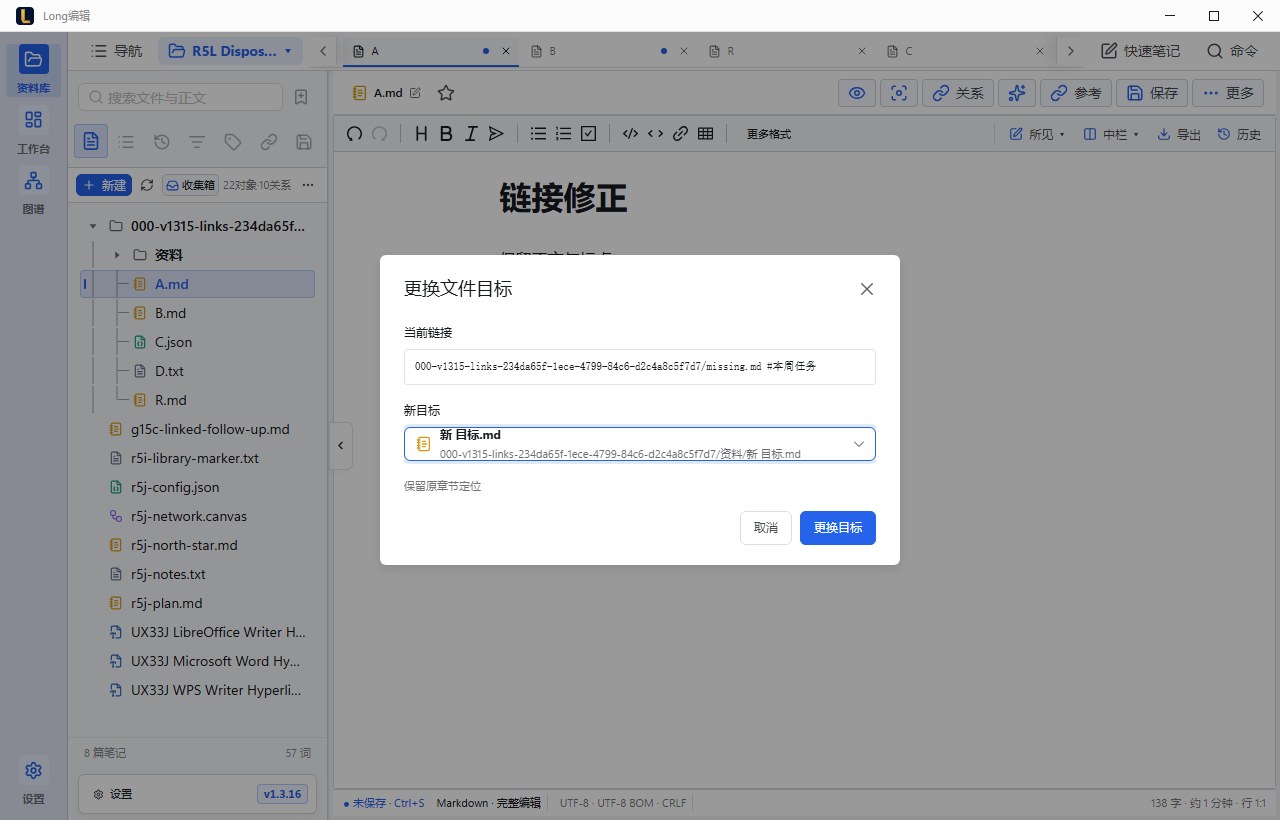 Long编辑
导航
R5L Dispos...
A
B
R
C
快速笔记
命令
资料库
工作台
图谱
设置
搜索文件与正文
新建
收集箱
22对象 10关系
000-v1315-links-234da65f...
资料
A.md
B.md
C.json
D.txt
R.md
g15c-linked-follow-up.md
r5i-library-marker.txt
r5j-config.json
r5j-network.canvas
r5j-north-star.md
r5j-notes.txt
r5j-plan.md
UX33J LibreOffice Writer H...
UX33J Microsoft Word Hy...
UX33J WPS Writer Hyperli...
8 篇笔记
57 词
设置
v1.3.16
A.md
关系
参考
保存
更多
更多格式
所见
中栏
导出
历史
链接修正
更换文件目标
当前链接
000-v1315-links-234da65f-1ece-4799-84c6-d2c4a8c5f7d7/missing.md #本周任务
新目标
新 目标.md
000-v1315-links-234da65f-1ece-4799-84c6-d2c4a8c5f7d7/资料/新 目标.md
保留原章节定位
取消
更换目标
未保存 · Ctrl+S
Markdown · 完整编辑
UTF-8 · UTF-8 BOM · CRLF
138 字 · 约 1 分钟 · 行 1:1